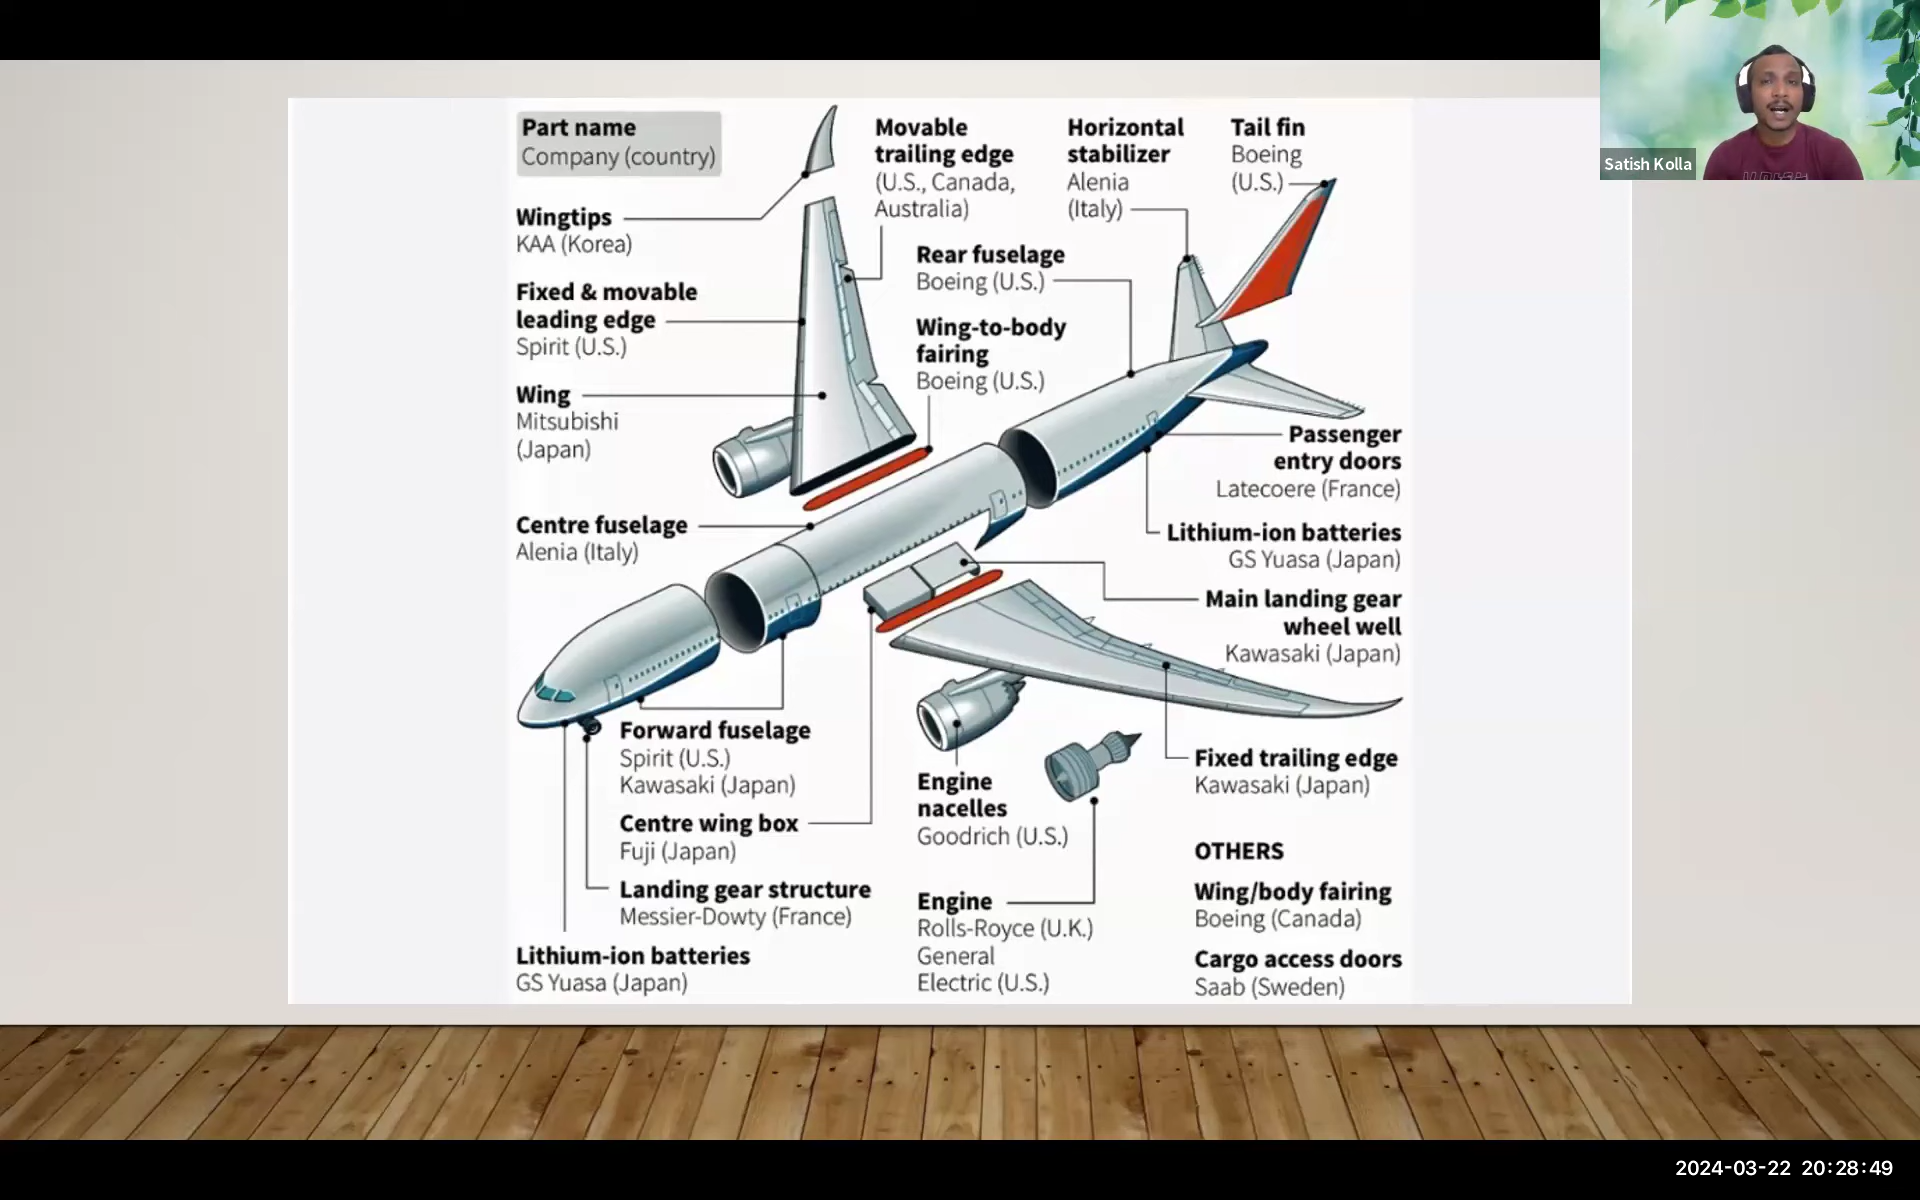 Part name
Company (country)
Wingtips
KAA (Korea)
Fixed & movable
leading edge
Spirit (U.S.)
Wing
Mitsubishi
(Japan)
Centre fuselage
Alenia (Italy)
Movable
trailing edge
(U.S., Canada,
Australia)
Rear fuselage
Boeing (U.S.)
Wing-to-body
fairing
Boeing (U.S.)
Horizontal
stabilizer
Alenia
(Italy)
Tail fin
Boeing
(U.S.)
Passenger
entry doors
Latecoere (France)
Lithium-ion batteries
GS Yuasa (Japan)
Main landing gear
wheel well
Kawasaki (Japan)
Forward fuselage
Spirit (U.S.)
Kawasaki (Japan)
Centre wing box
Fuji (Japan)
Landing gear structure
Messier-Dowty (France)
Lithium-ion batteries
GS Yuasa (Japan)
Engine
nacelles
Goodrich (U.S.)
Engine
Rolls-Royce (U.K.)
General
Electric (U.S.)
Fixed trailing edge
Kawasaki (Japan)
OTHERS
Wing/body fairing
Boeing (Canada)
Cargo access doors
Saab (Sweden)
Satish Kolla
2024-03-22 20:28:49